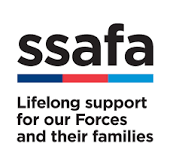 ssafa
Lifelong support
for our Forces
and their families